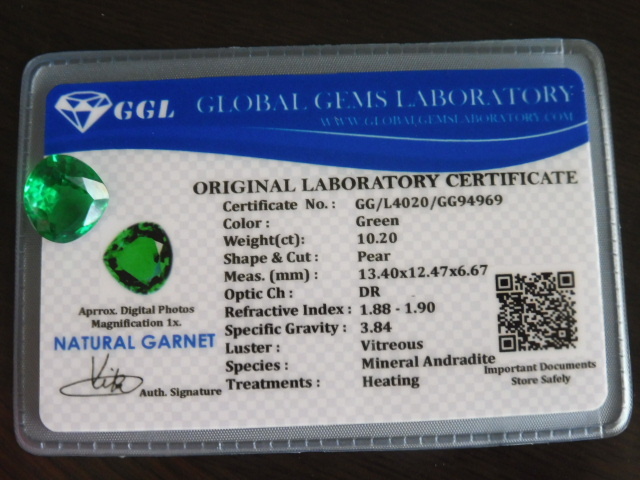 GGL GLOBAL GEMS LABORATORY
WWW.GLOBALGEMSLABORATORY.COM
ORIGINAL LABORATORY CERTIFICATE
Certificate No. : GG/L4020/GG94969
Color : Green
Weight(ct): 10.20
Shape & Cut : Pear
Meas. (mm) : 13.40x12.47x6.67
Optic Ch : DR
Refractive Index : 1.88 - 1.90
Specific Gravity : 3.84
Luster : Vitreous
Species : Mineral Andradite
Treatments : Heating
Aprrox. Digital Photos
Magnification 1x.
NATURAL GARNET
Auth. Signature
Important Documents
Store Safely